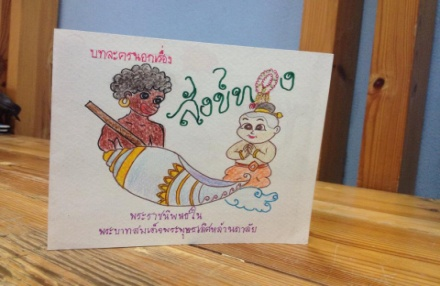 บทละครนอกเรื่อง
สังข์ทอง
พระราชนิพนธ์ใน
พระบาทสมเด็จพระพุทธเลิศหล้านภาลัย